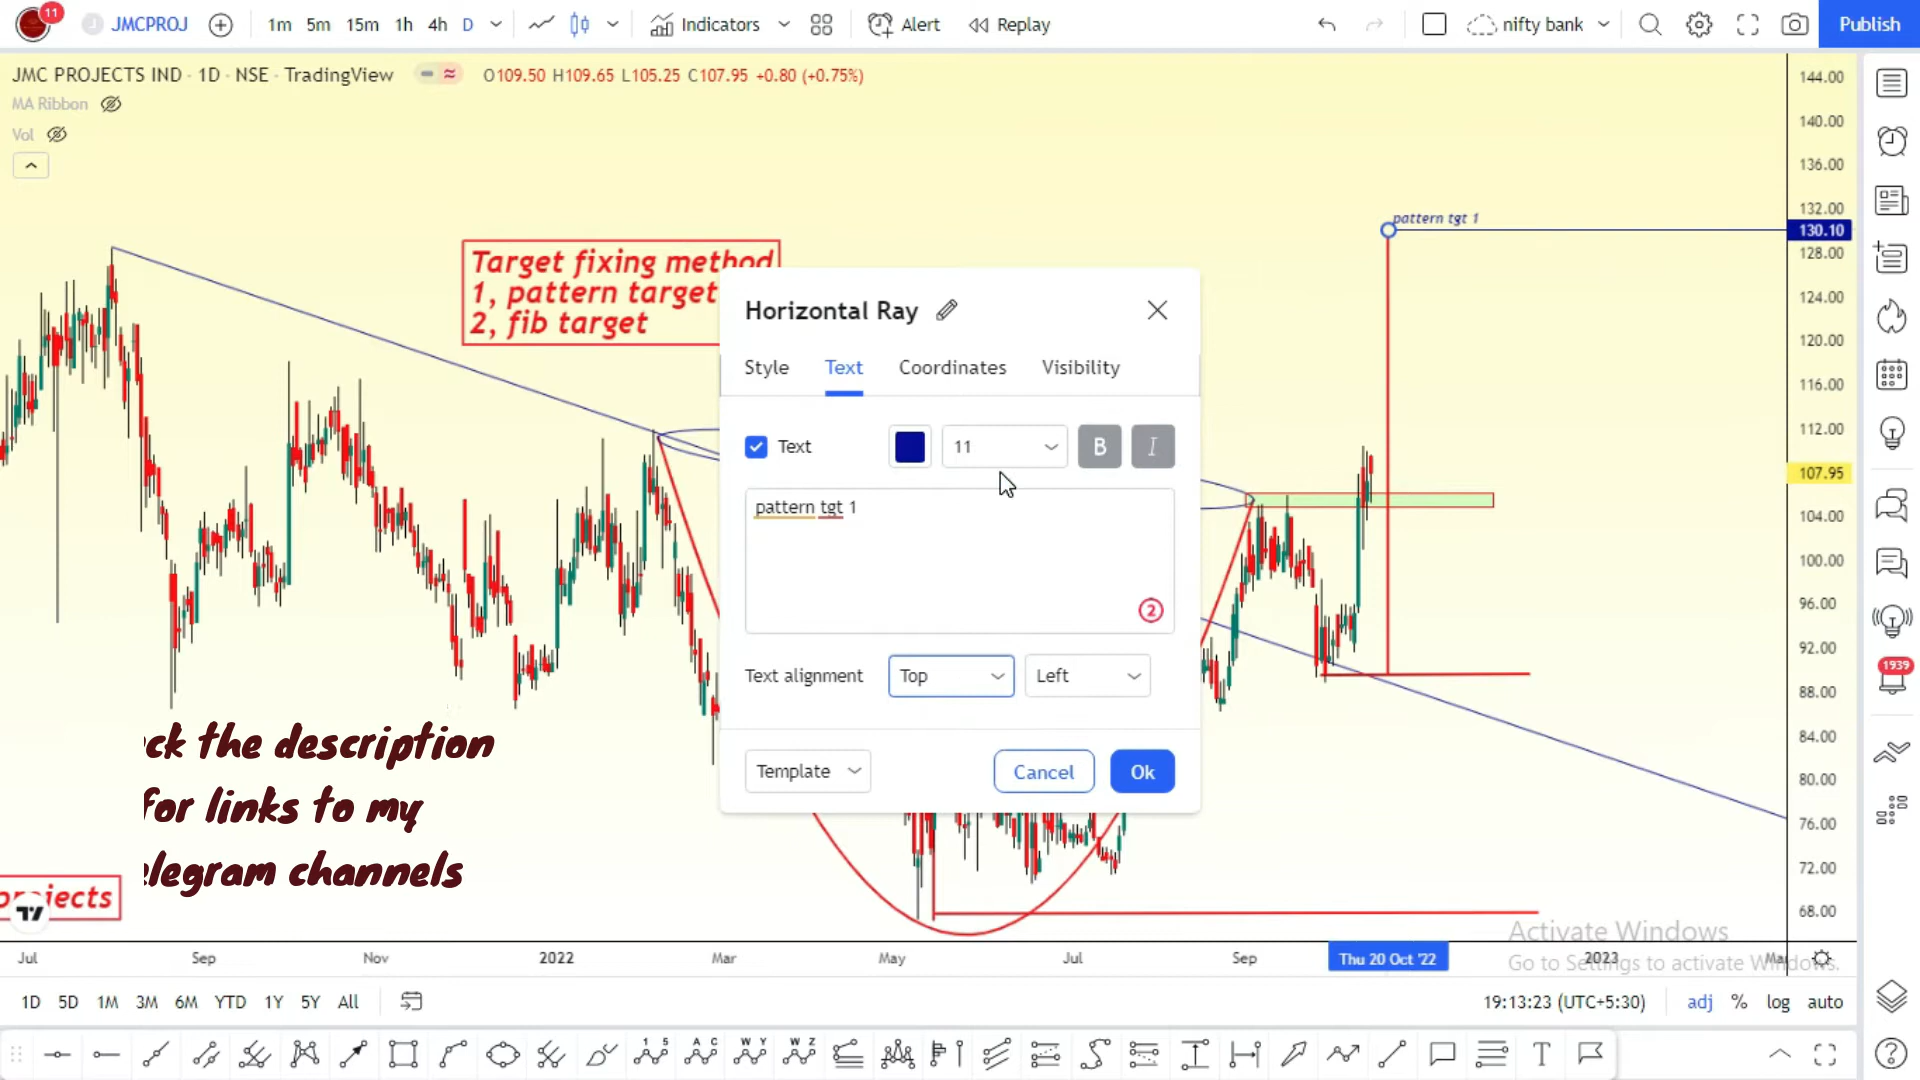 11
JMCPROJ
1m 5m 15m 1h 4h D
Indicators
Alert
Replay
nifty bank
Publish
JMC PROJECTS IND · 1D · NSE · TradingView
O109.50 H109.65 L105.25 C107.95 +0.80 (+0.75%)
MA Ribbon
Vol
144.00
140.00
136.00
132.00
130.10
128.00
124.00
120.00
116.00
112.00
107.95
104.00
100.00
96.00
92.00
88.00
84.00
80.00
76.00
72.00
68.00
pattern tgt 1
Target fixing method
1, pattern target
2, fib target
Horizontal Ray
Style Text Coordinates Visibility
Text
11
B I
pattern tgt 1
2
Text alignment
Top
Left
Template
Cancel
Ok
1939
ck the description
for links to my
elegram channels
rojects
Activate Windows
Go to Settings to activate Windows.
Jul Sep Nov 2022 Mar May Jul Sep Thu 20 Oct '22 2023 Mar
1D 5D 1M 3M 6M YTD 1Y 5Y All
19:13:23 (UTC+5:30)
adj % log auto
1 5
A C
W Y
W Z
T